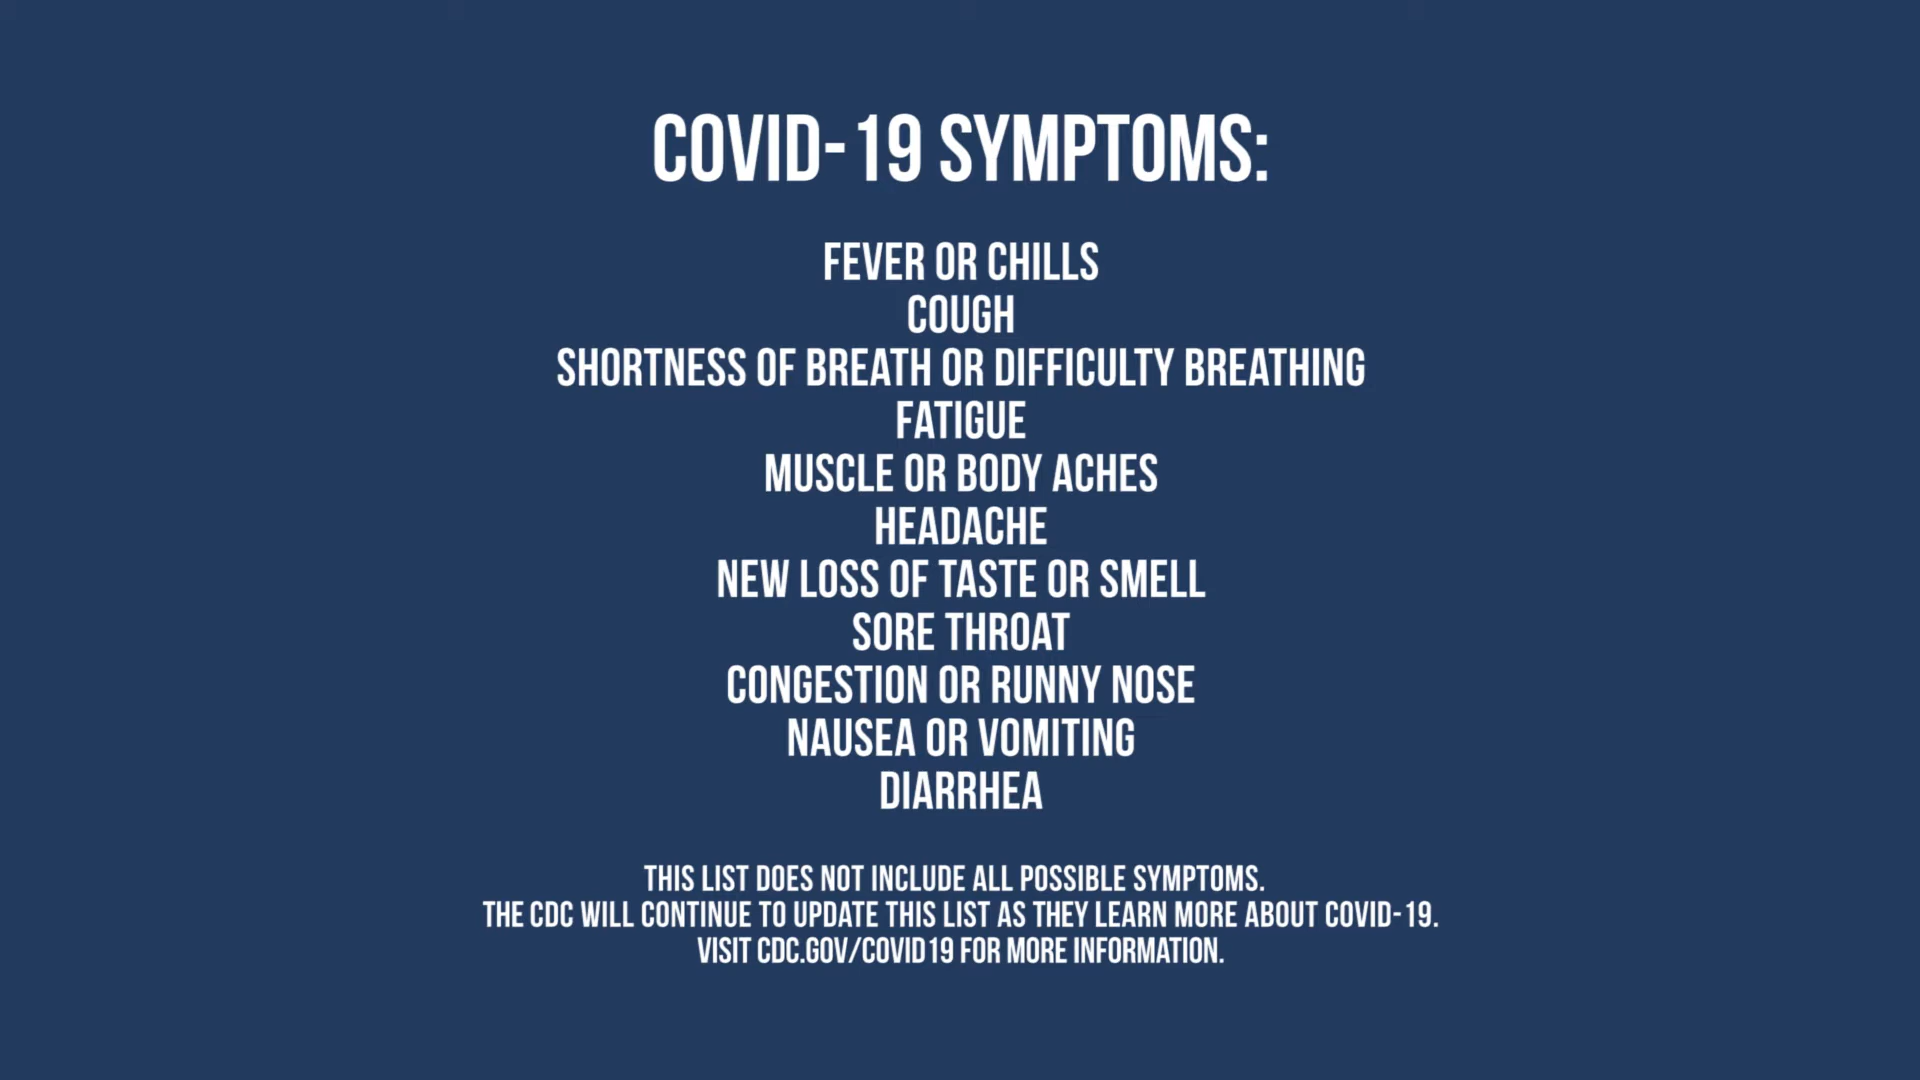 COVID-19 SYMPTOMS:
FEVER OR CHILLS
COUGH
SHORTNESS OF BREATH OR DIFFICULTY BREATHING
FATIGUE
MUSCLE OR BODY ACHES
HEADACHE
NEW LOSS OF TASTE OR SMELL
SORE THROAT
CONGESTION OR RUNNY NOSE
NAUSEA OR VOMITING
DIARRHEA
THIS LIST DOES NOT INCLUDE ALL POSSIBLE SYMPTOMS.
THE CDC WILL CONTINUE TO UPDATE THIS LIST AS THEY LEARN MORE ABOUT COVID-19.
VISIT CDC.GOV/COVID19 FOR MORE INFORMATION.